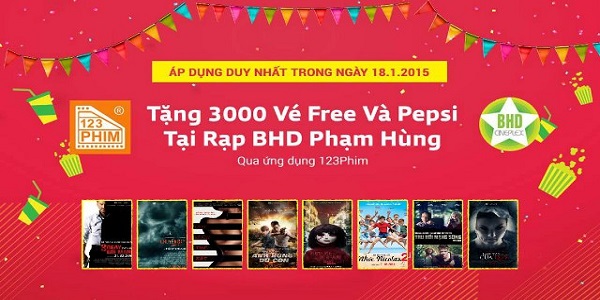 ÁP DỤNG DUY NHẤT TRONG NGÀY 18.1.2015
123
PHIM
®
Tặng 3000 Vé Free Và Pepsi
Tại Rạp BHD Phạm Hùng
Qua ứng dụng 123Phim
BHD
CINEPLEX